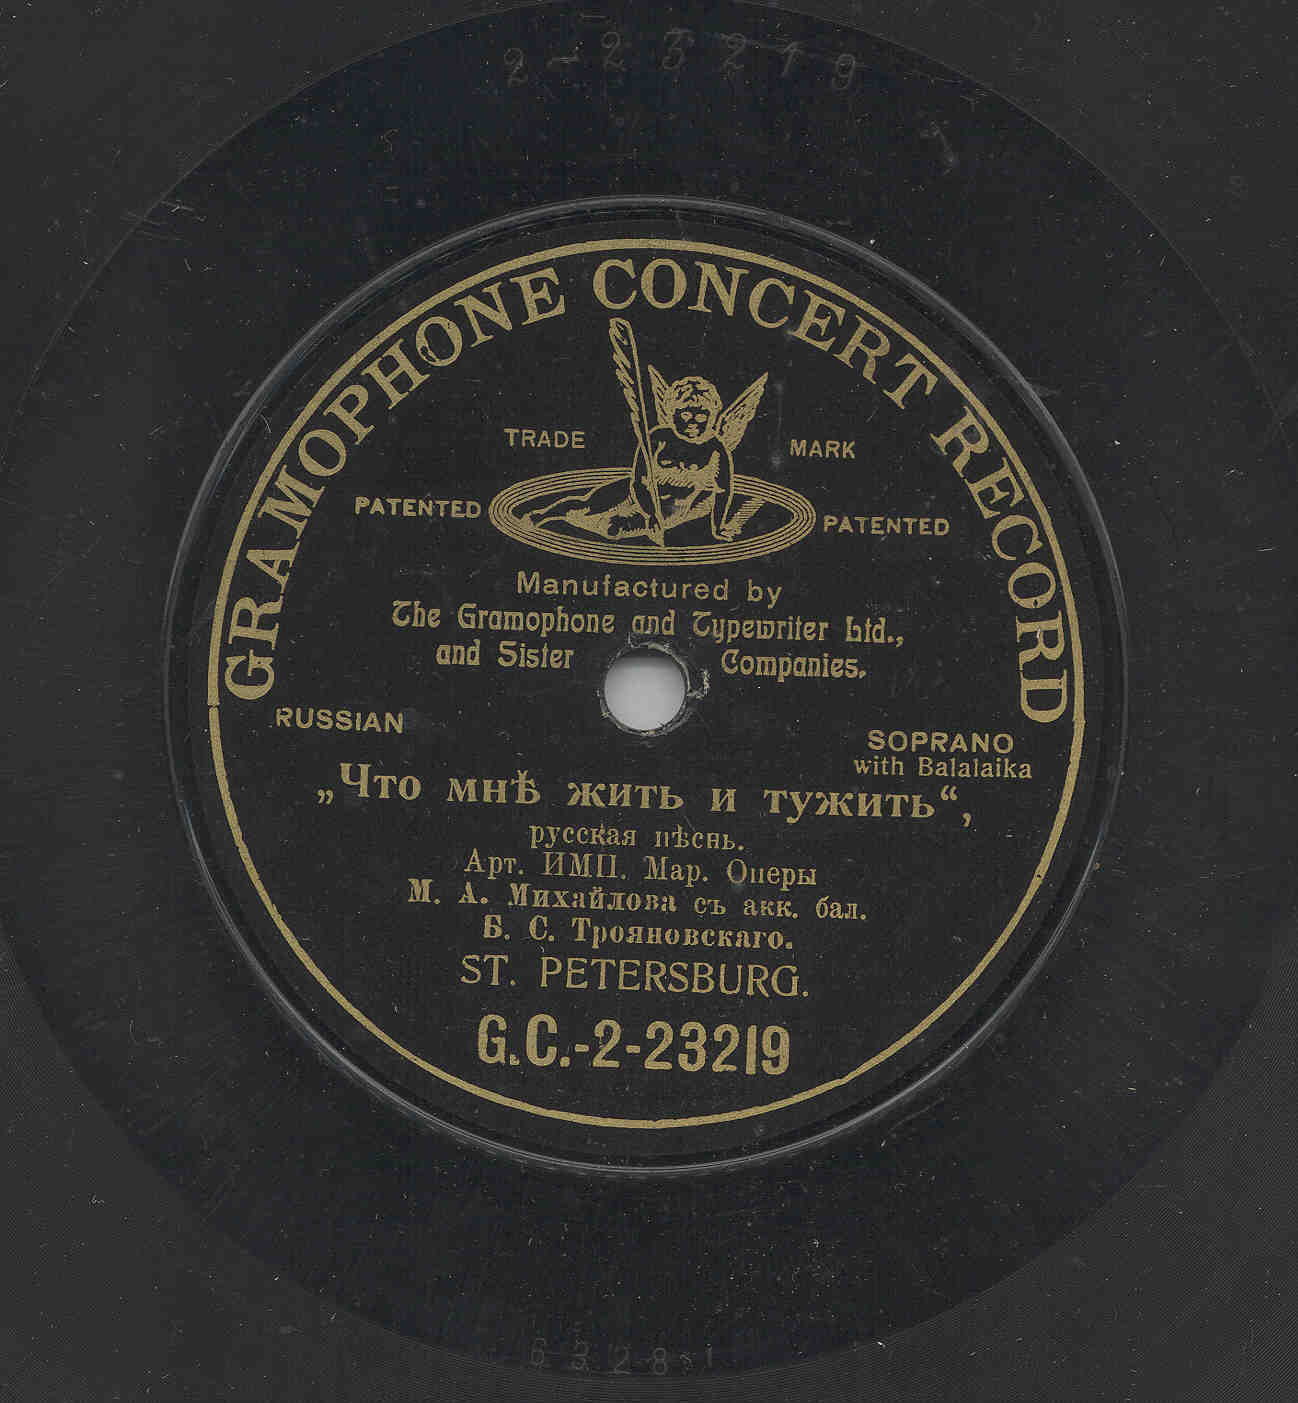 2-23219
GRAMOPHONE CONCERT RECORD
TRADE MARK
PATENTED PATENTED
Manufactured by
The Gramophone and Typewriter Ltd.,
and Sister Companies.
RUSSIAN
SOPRANO
with Balalaika
„Что мнѣ жить и тужить“,
русская пѣснь.
Арт. ИМП. Мар. Оперы
М. А. Михайлова съ акк. бал.
Б. С. Трояновскаго.
ST. PETERSBURG.
G.C.-2-23219